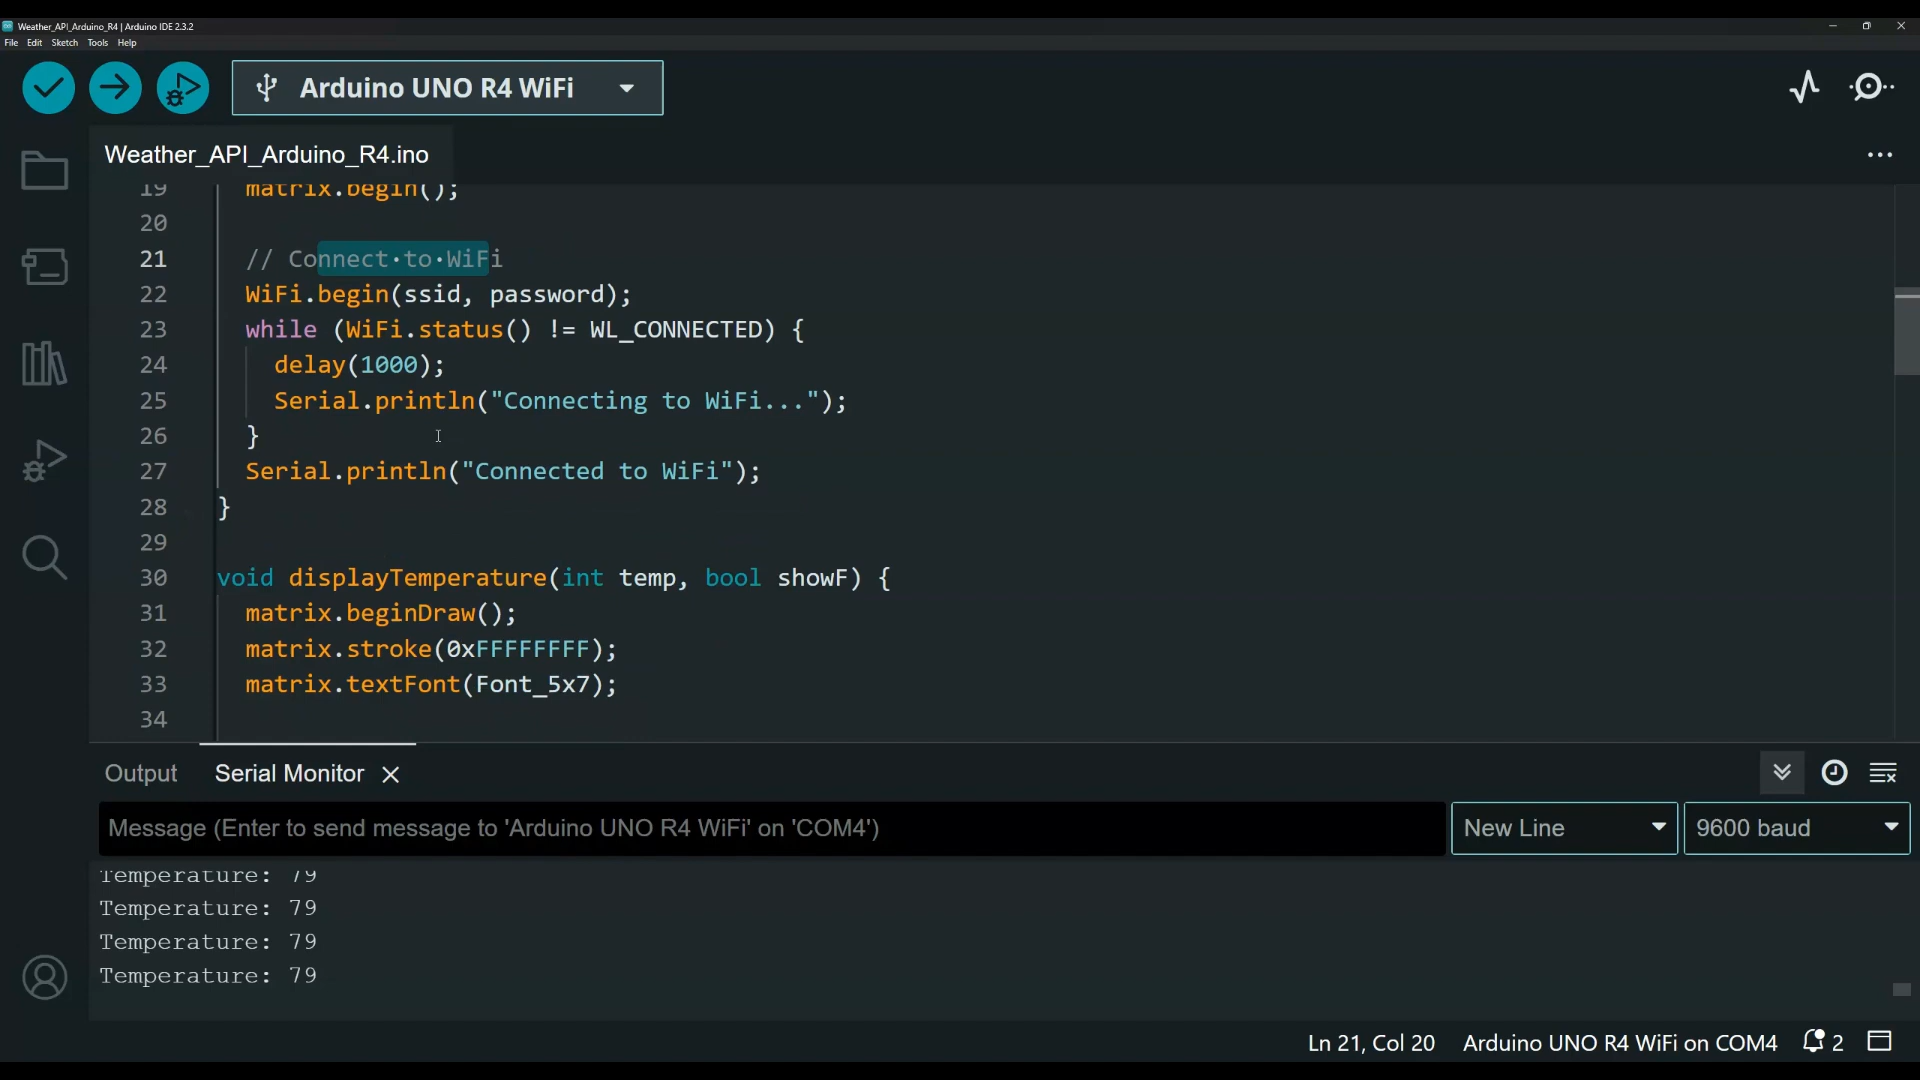 Weather_API_Arduino_R4 | Arduino IDE 2.3.2
File Edit Sketch Tools Help
Arduino UNO R4 WiFi
Weather_API_Arduino_R4.ino
19 matrix.begin();
20
21 // Connect·to·WiFi
22 WiFi.begin(ssid, password);
23 while (WiFi.status() != WL_CONNECTED) {
24 delay(1000);
25 Serial.println("Connecting to WiFi...");
26 }
27 Serial.println("Connected to WiFi");
28 }
29
30 void displayTemperature(int temp, bool showF) {
31 matrix.beginDraw();
32 matrix.stroke(0xFFFFFFFF);
33 matrix.textFont(Font_5x7);
34
Output Serial Monitor
Message (Enter to send message to 'Arduino UNO R4 WiFi' on 'COM4') New Line 9600 baud
Temperature: 79
Temperature: 79
Temperature: 79
Temperature: 79
Ln 21, Col 20 Arduino UNO R4 WiFi on COM4 2